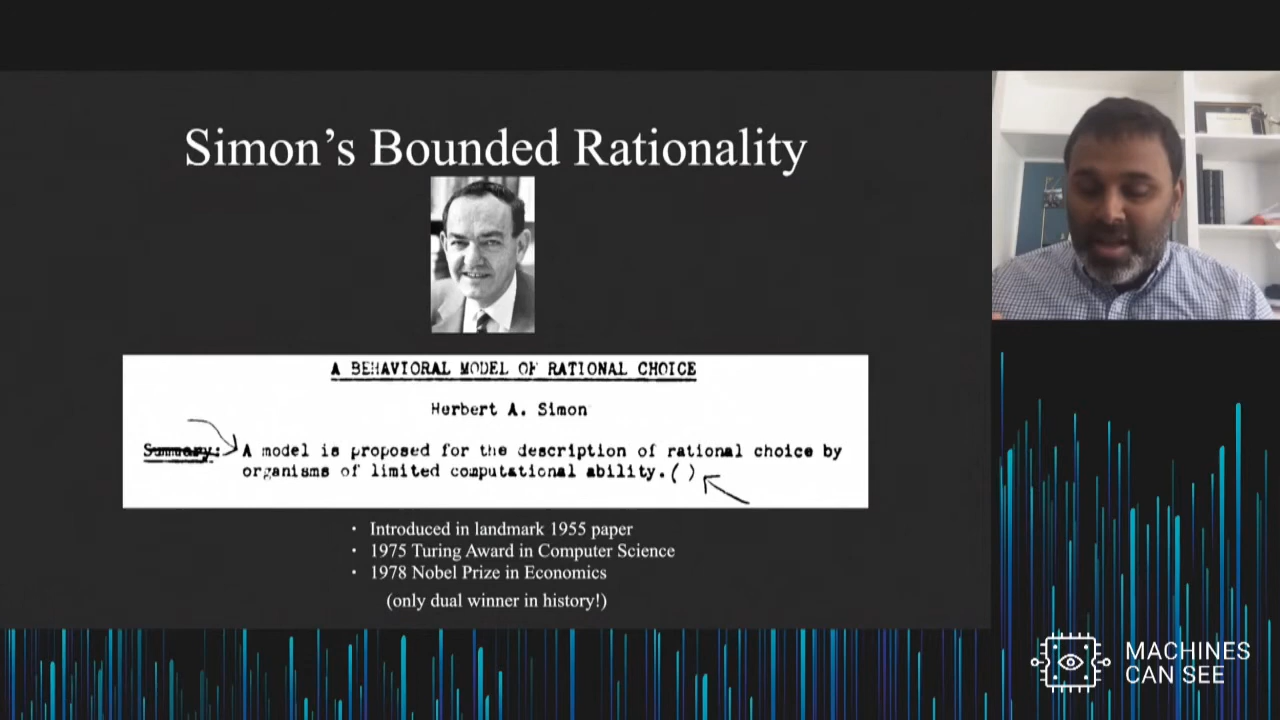 Simon’s Bounded Rationality
A BEHAVIORAL MODEL OF RATIONAL CHOICE
Herbert A. Simon
Summary: A model is proposed for the description of rational choice by
organisms of limited computational ability.( )
• Introduced in landmark 1955 paper
• 1975 Turing Award in Computer Science
• 1978 Nobel Prize in Economics
(only dual winner in history!)
MACHINES
CAN SEE